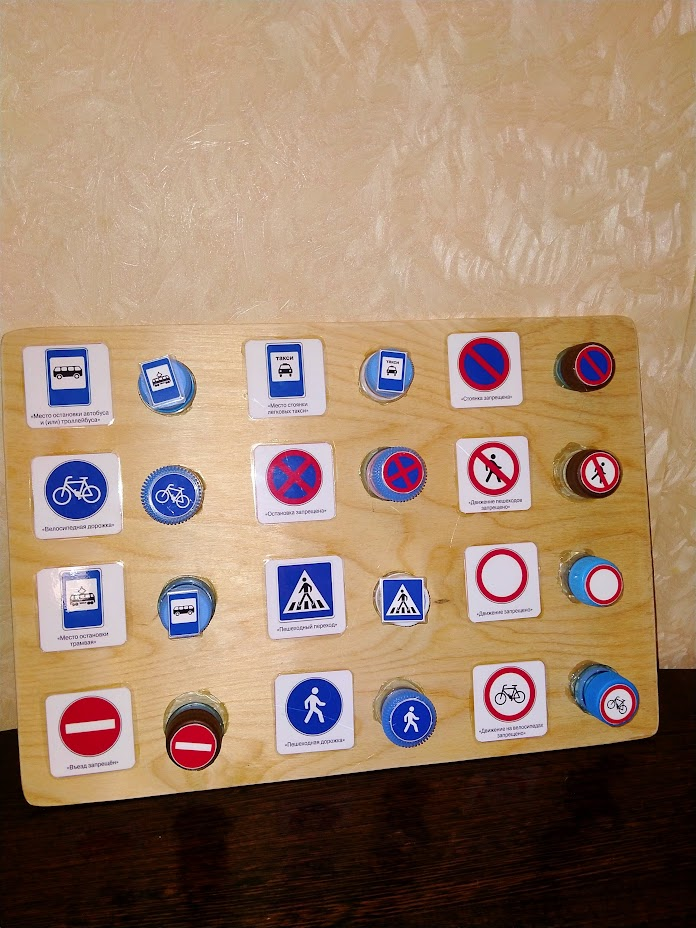 «Место остановки автобуса
и (или) троллейбуса»
ТАКСИ
«Место стоянки
легковых такси»
ТАКСИ
«Стоянка запрещена»
«Велосипедная дорожка»
«Остановка запрещена»
«Движение пешеходов
запрещено»
«Место остановки
трамвая»
«Пешеходный переход»
«Движение запрещено»
«Въезд запрещён»
«Пешеходная дорожка»
«Движение на велосипедах
запрещено»